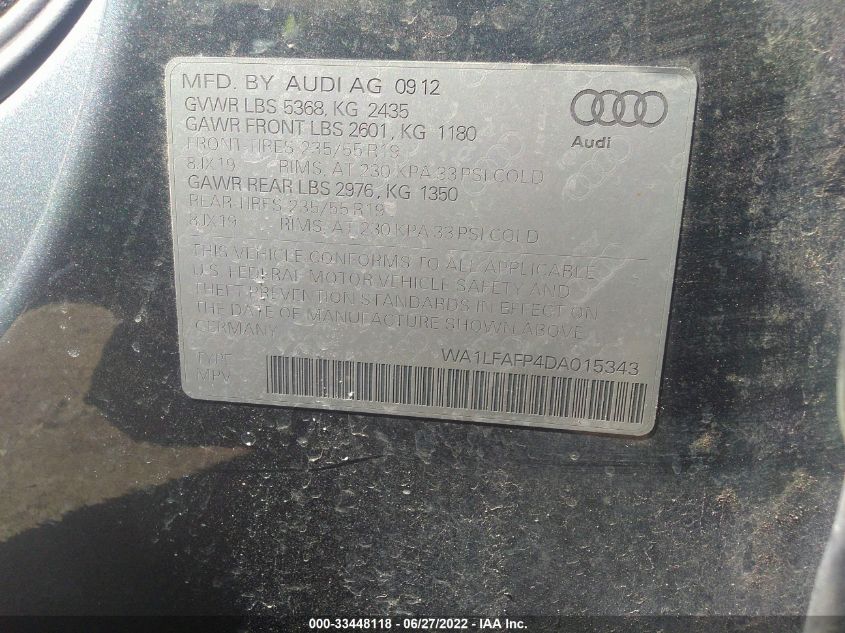 MFD. BY AUDI AG 09 12
GVWR LBS 5368, KG 2435
GAWR FRONT LBS 2601, KG 1180
FRONT-TIRES 235/55 R19
8JX19 RIMS, AT 230 KPA 33 PSI COLD
GAWR REAR LBS 2976, KG 1350
REAR-TIRES 235/55 R19
8JX19 RIMS, AT 230 KPA 33 PSI COLD
THIS VEHICLE CONFORMS TO ALL APPLICABLE
U.S. FEDERAL MOTOR VEHICLE SAFETY AND
THEFT PREVENTION STANDARDS IN EFFECT ON
THE DATE OF MANUFACTURE SHOWN ABOVE
GERMANY
Audi
TYPE WA1LFAFP4DA015343
MPV
000-33448118 - 06/27/2022 - COPYRIGHT © 2022 IAA